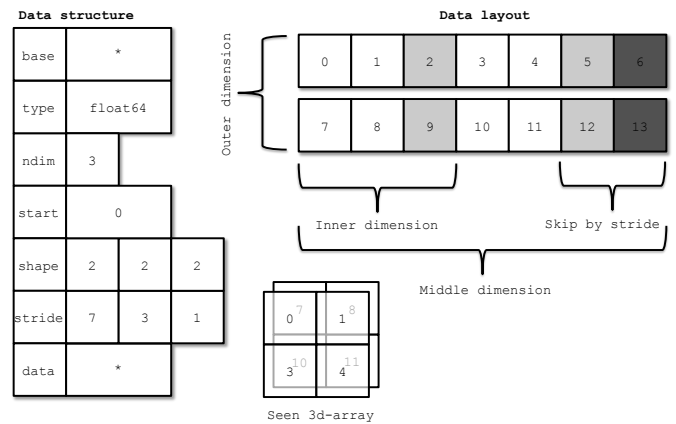 Data structure
base *
type float64
ndim 3
start 0
shape 2 2 2
stride 7 3 1
data *
Data layout
Outer dimension
0 1 2 3 4 5 6
7 8 9 10 11 12 13
Inner dimension
Skip by stride
Middle dimension
0 7 1 8
3 10 4 11
Seen 3d-array